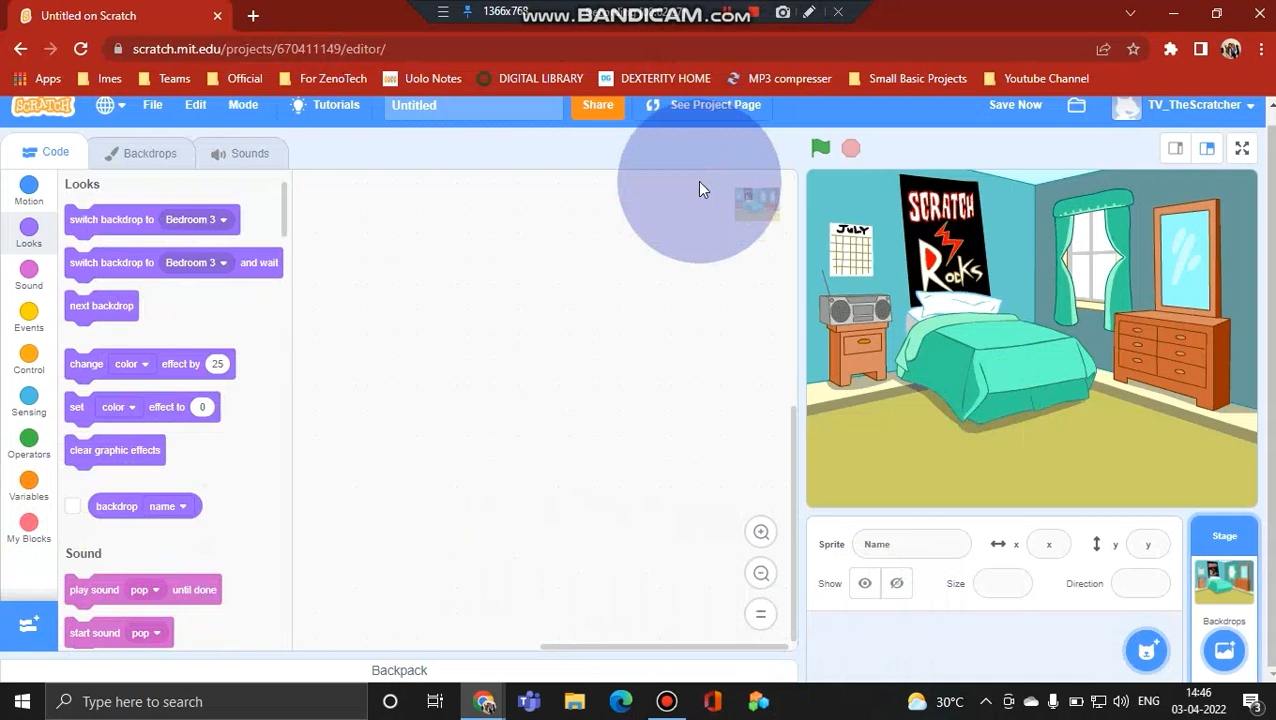 Untitled on Scratch
1366x768
www.BANDICAM.com
scratch.mit.edu/projects/670411149/editor/
Apps Imes Teams Official For ZenoTech Uolo Notes DIGITAL LIBRARY DEXTERITY HOME MP3 compresser Small Basic Projects Youtube Channel
SCRATCH File Edit Mode Tutorials Untitled Share See Project Page Save Now TV_TheScratcher
Code Backdrops Sounds
Motion
Looks
Sound
Events
Control
Sensing
Operators
Variables
My Blocks
Looks
switch backdrop to Bedroom 3
switch backdrop to Bedroom 3 and wait
next backdrop
change color effect by 25
set color effect to 0
clear graphic effects
backdrop name
Sound
play sound pop until done
start sound pop
Backpack
JULY
SCRATCH
Rocks
Sprite Name x x y y
Show Size Direction
Stage
Backdrops
Type here to search
30°C ENG 14:46
03-04-2022
3